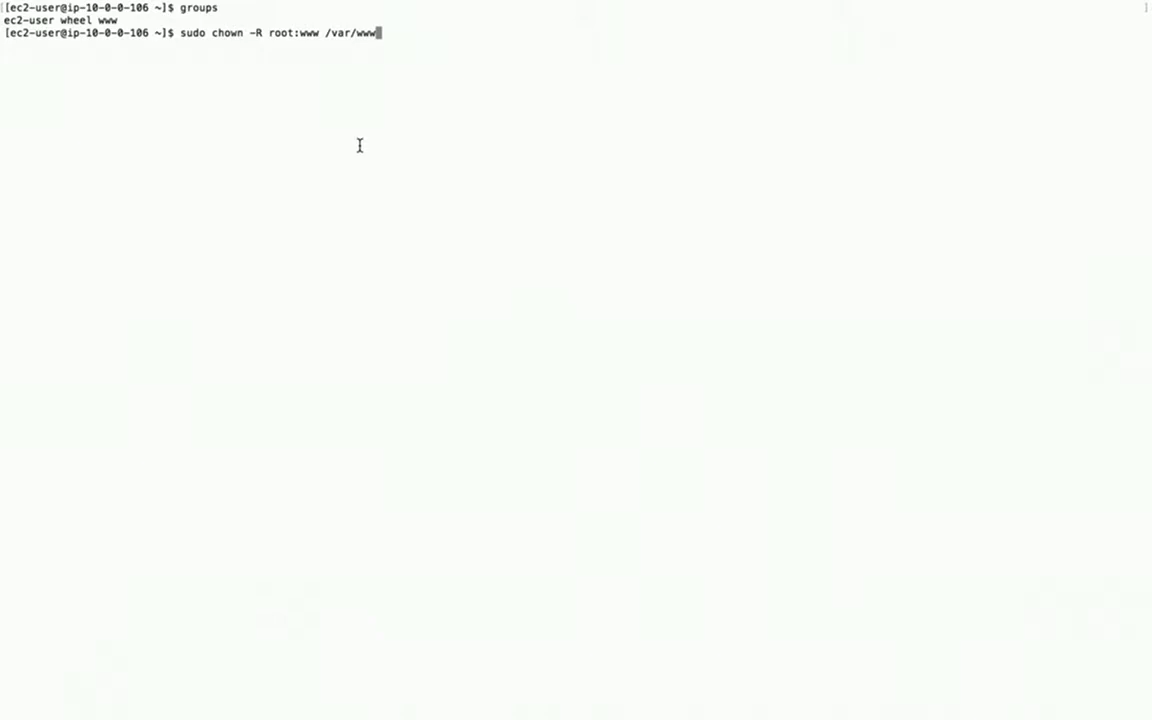 [[ec2-user@ip-10-0-0-106 ~]$ groups ]
ec2-user wheel www
[ec2-user@ip-10-0-0-106 ~]$ sudo chown -R root:www /var/www